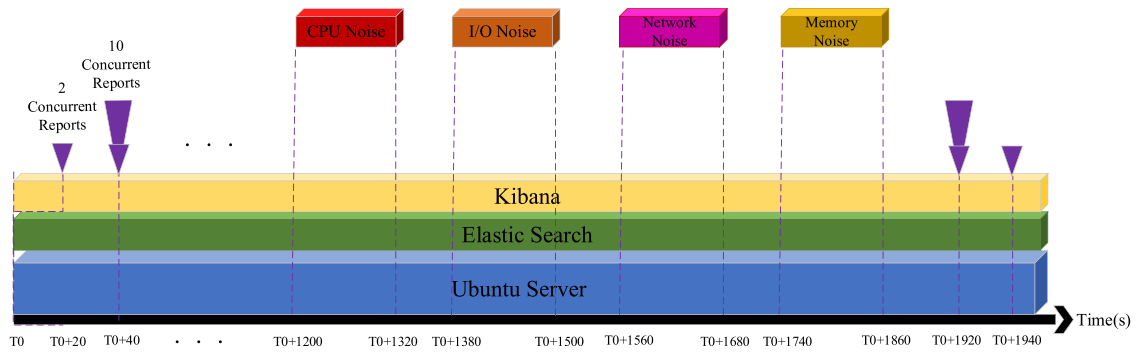 CPU Noise
I/O Noise
Network
Noise
Memory
Noise
10
Concurrent
Reports
2
Concurrent
Reports
. . .
Kibana
Elastic Search
Ubuntu Server
Time(s)
T0
T0+20
T0+40
. . .
T0+1200
T0+1320
T0+1380
T0+1500
T0+1560
T0+1680
T0+1740
T0+1860
T0+1920
T0+1940